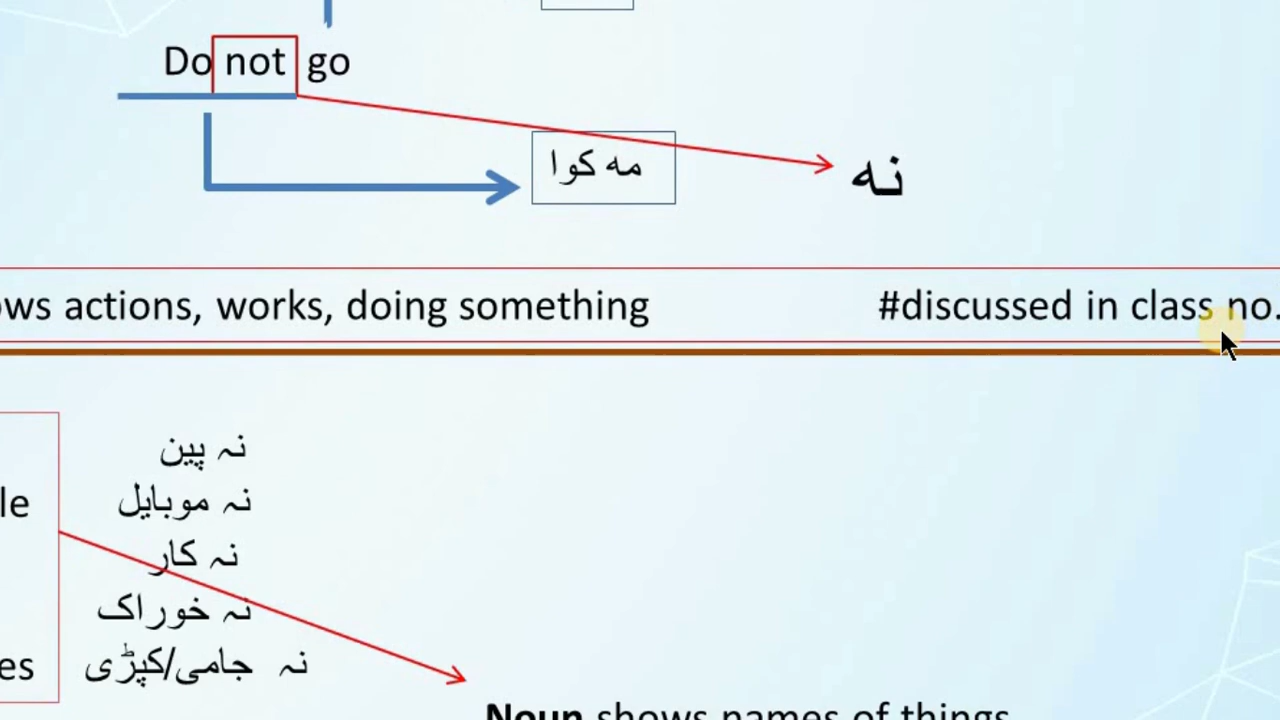 Do not go
مه کوا
نه
ws actions, works, doing something #discussed in class no.
نہ پین
le نہ موبایل
نہ کار
نہ خوراک
es نہ جامی/کپڑی
Noun shows names of things